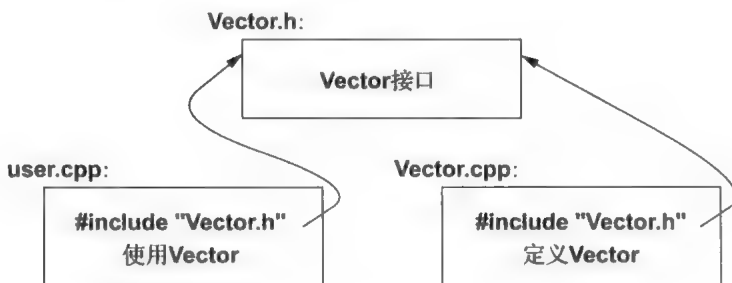 Vector.h:
Vector接口
user.cpp:
Vector.cpp:
#include "Vector.h"
使用Vector
#include "Vector.h"
定义Vector